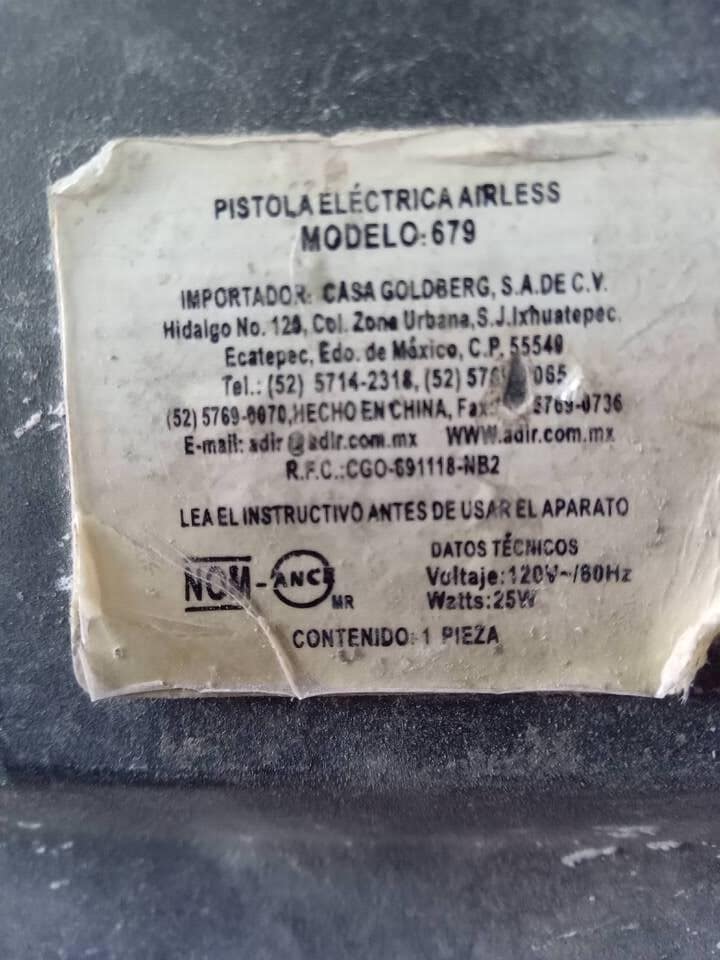 PISTOLA ELÉCTRICA AIRLESS
MODELO: 679
IMPORTADOR: CASA GOLDBERG, S.A. DE C.V.
Hidalgo No. Col. Zona Urbana, S.J.Ixhuatepec.
Ecatepec, Edo. de México, C.P. 55540
Tel.: (52) 5714-2318, (52)
(52) 5769-0070, HECHO EN CHINA, Fax: 5769-0736
E-mail: adir@adir.com.mx WWW.adir.com.mx
R.F.C.:CGO-691118-NB2
LEA EL INSTRUCTIVO ANTES DE USAR EL APARATO
NOM-ANCE MR
DATOS TÉCNICOS
Voltaje:120V~/60Hz
Watts:25W
CONTENIDO: 1 PIEZA